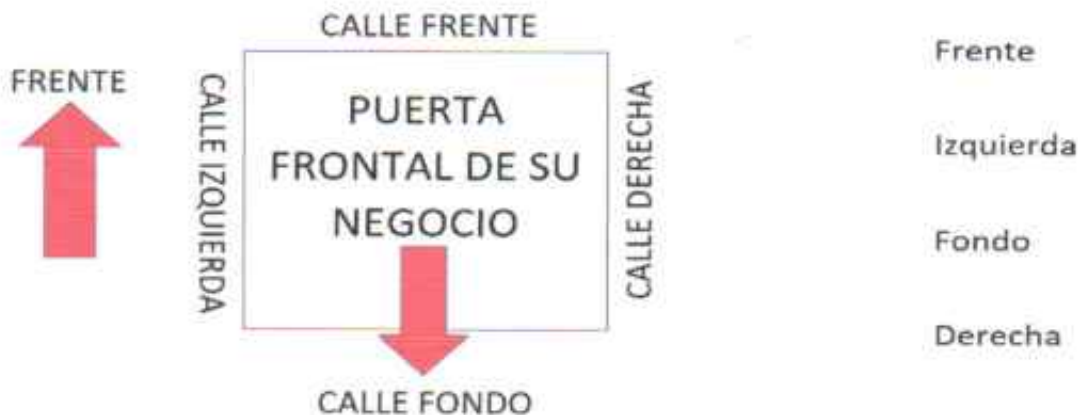 CALLE FRENTE
FRENTE
CALLE IZQUIERDA
PUERTA
FRONTAL DE SU
NEGOCIO
CALLE DERECHA
CALLE FONDO
Frente
Izquierda
Fondo
Derecha